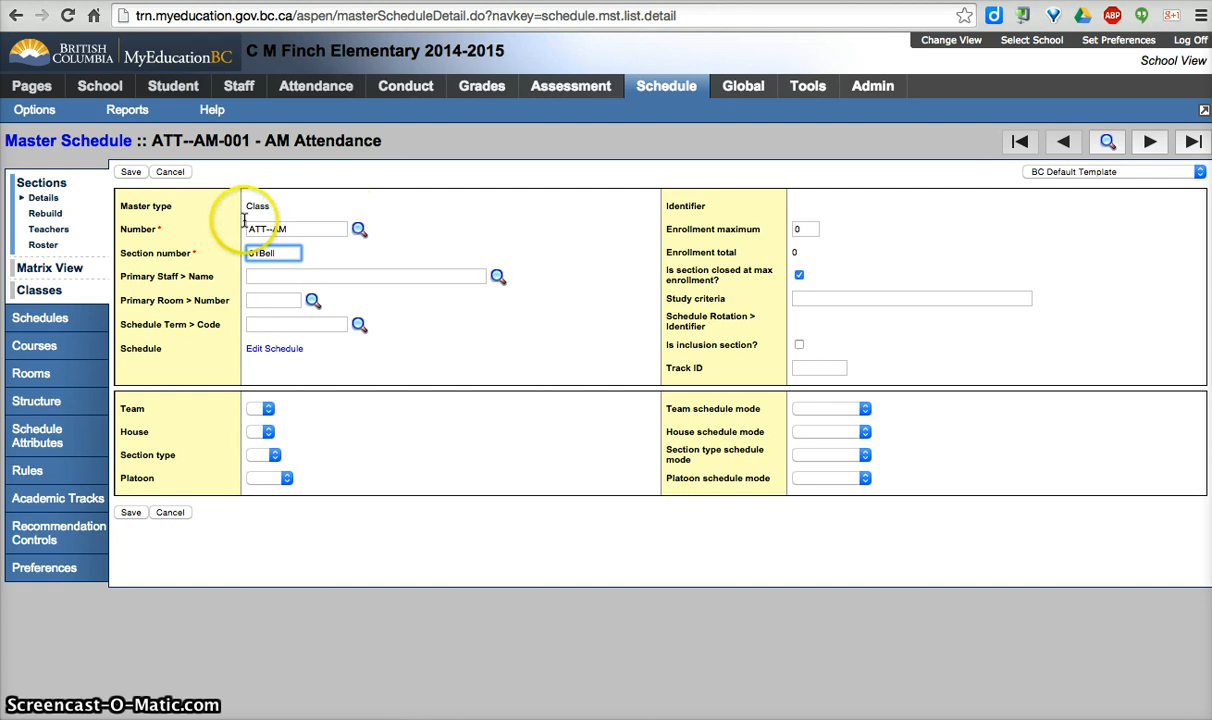 trn.myeducation.gov.bc.ca/aspen/masterScheduleDetail.do?navkey=schedule.mst.list.detail
BRITISH COLUMBIA
MyEducationBC
C M Finch Elementary 2014-2015
Change View Select School Set Preferences Log Off
School View
Pages School Student Staff Attendance Conduct Grades Assessment Schedule Global Tools Admin
Options Reports Help
Master Schedule :: ATT--AM-001 - AM Attendance
Sections
Details
Rebuild
Teachers
Roster
Matrix View
Classes
Schedules
Courses
Rooms
Structure
Schedule
Attributes
Rules
Academic Tracks
Recommendation
Controls
Preferences
Save Cancel
BC Default Template
Master type Class
Number * ATT--AM
Section number * 01Bell
Primary Staff > Name
Primary Room > Number
Schedule Term > Code
Schedule Edit Schedule
Identifier
Enrollment maximum 0
Enrollment total 0
Is section closed at max
enrollment?
Study criteria
Schedule Rotation >
Identifier
Is inclusion section?
Track ID
Team
House
Section type
Platoon
Team schedule mode
House schedule mode
Section type schedule
mode
Platoon schedule mode
Save Cancel
Screencast-O-Matic.com